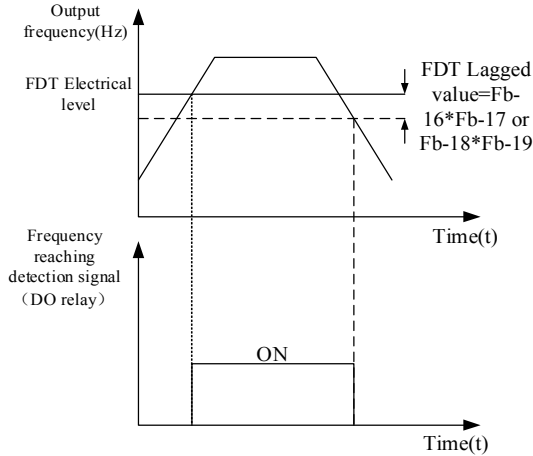 Output
frequency(Hz)
FDT Electrical
level
FDT Lagged
value=Fb-
16*Fb-17 or
Fb-18*Fb-19
Time(t)
Frequency
reaching
detection signal
（DO relay）
ON
Time(t)